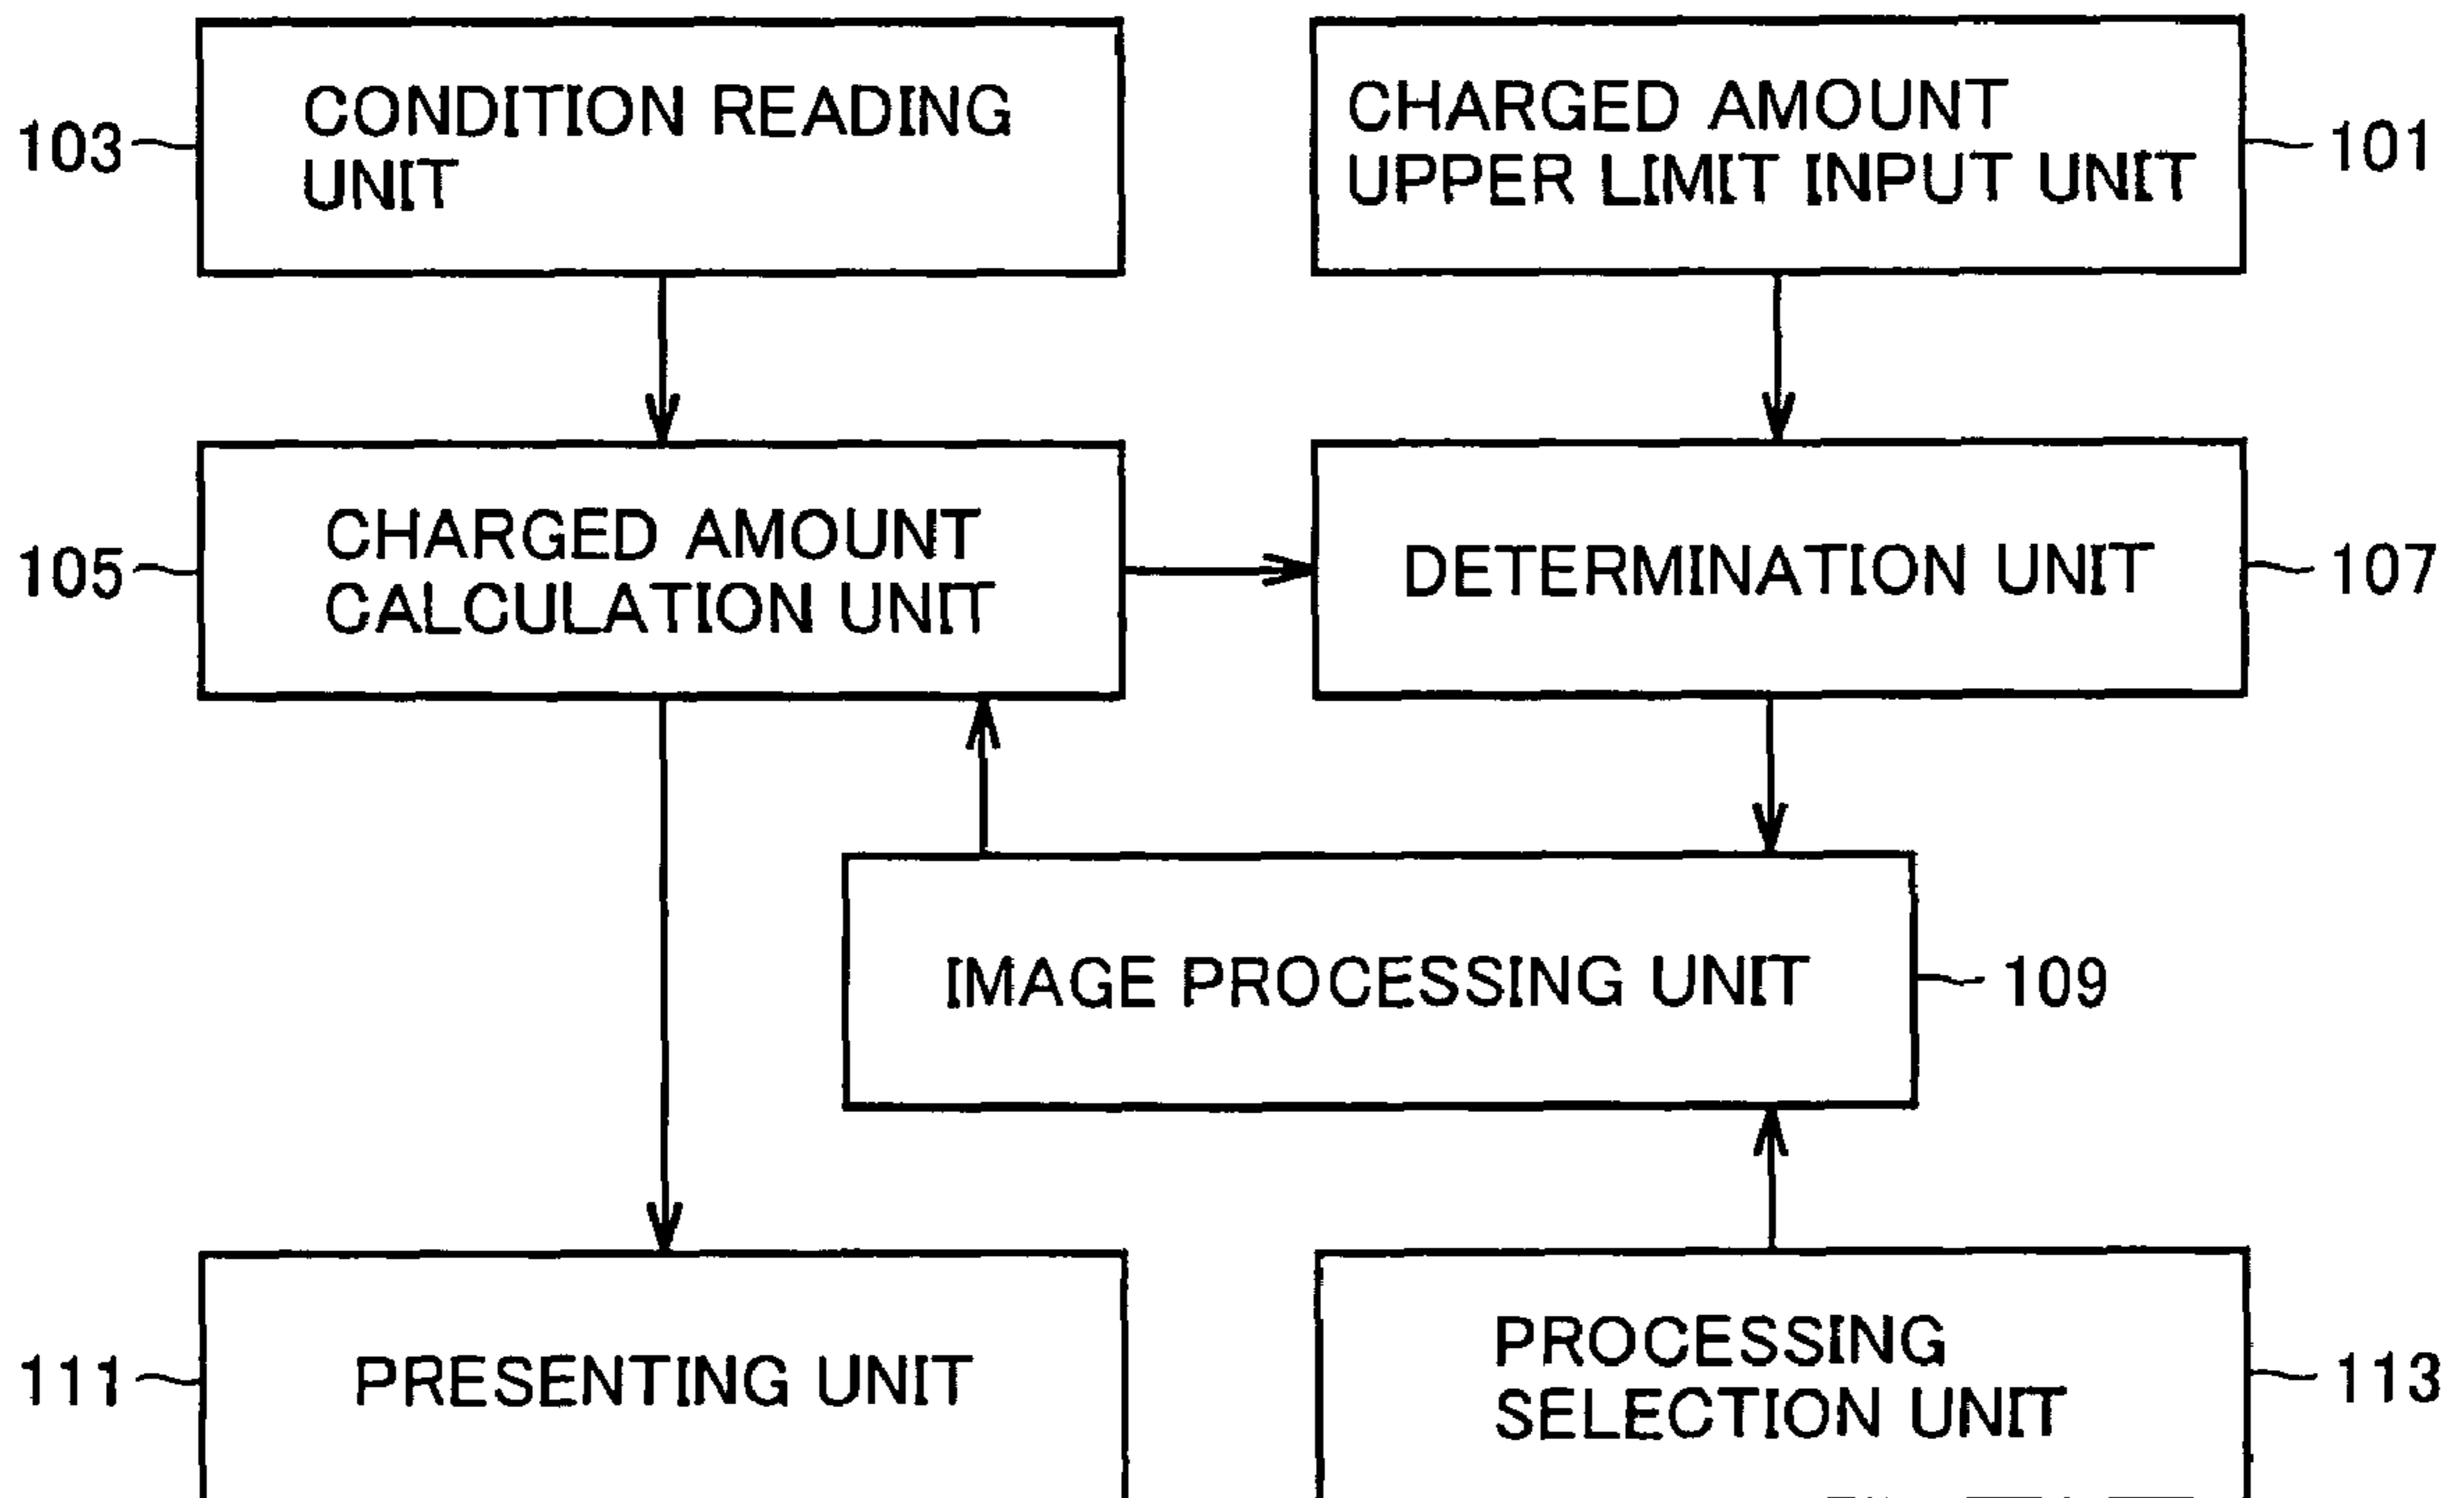 CONDITION READING
UNIT
103
CHARGED AMOUNT
UPPER LIMIT INPUT UNIT
101
CHARGED AMOUNT
CALCULATION UNIT
105
DETERMINATION UNIT
107
IMAGE PROCESSING UNIT
109
PRESENTING UNIT
111
PROCESSING
SELECTION UNIT
113